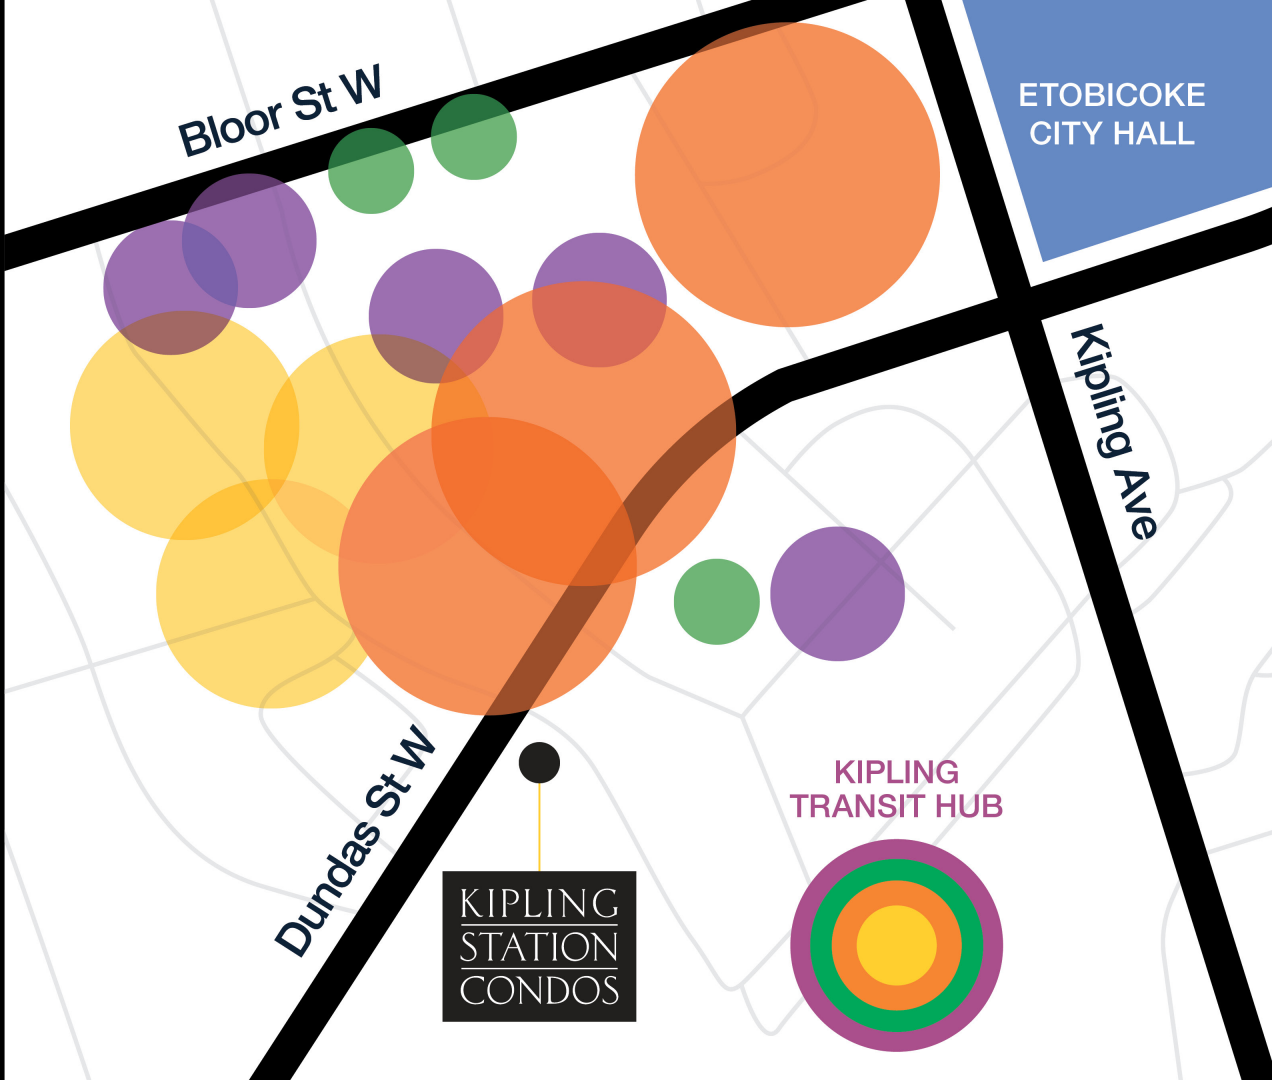 Bloor St W
ETOBICOKE
CITY HALL
Kipling Ave
Dundas St W
KIPLING
TRANSIT HUB
KIPLING
STATION
CONDOS